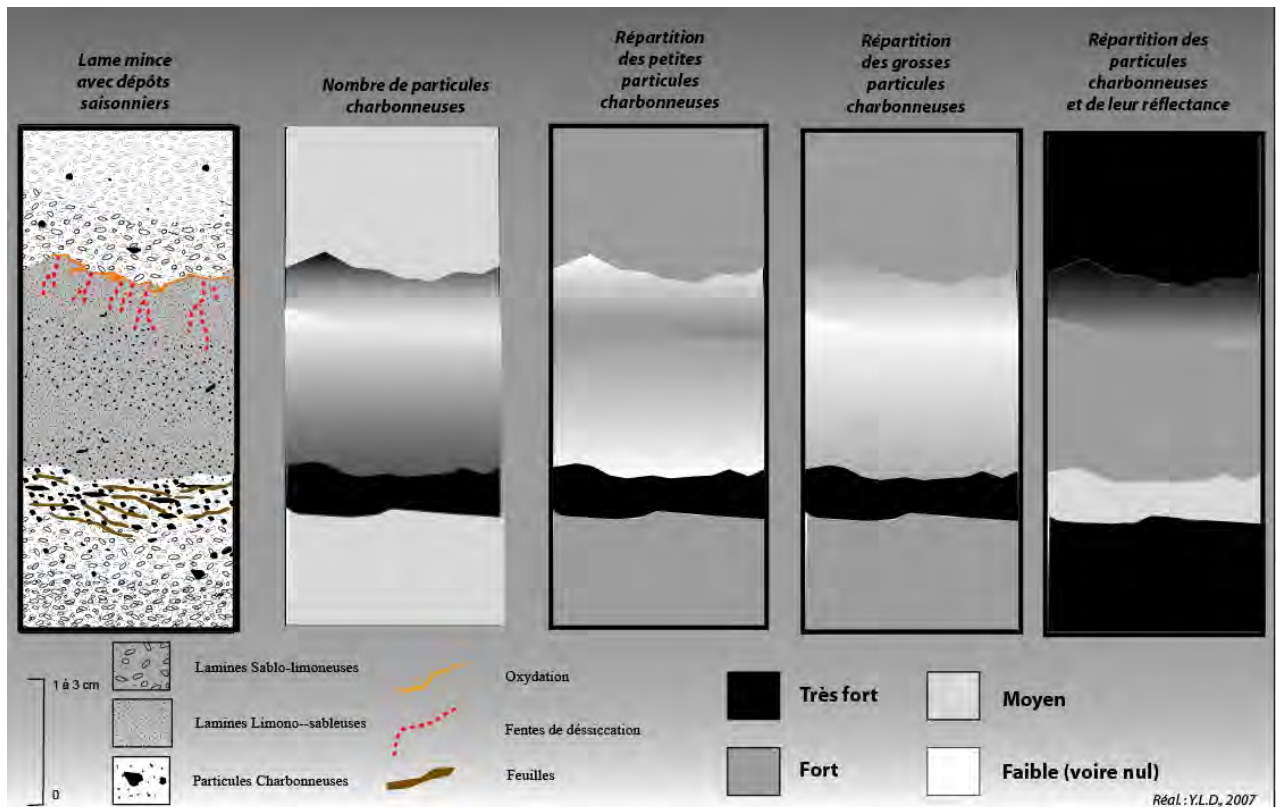 Lame mince
avec dépôts
saisonniers
Nombre de particules
charbonneuses
Répartition
des petites
particules
charbonneuses
Répartition
des grosses
particules
charbonneuses
Répartition des
particules
charbonneuses
et de leur réflectance
1 à 3 cm
0
Lamines Sablo-limoneuses
Lamines Limono--sableuses
Particules Charbonneuses
Oxydation
Fentes de déssiccation
Feuilles
Très fort
Fort
Moyen
Faible (voire nul)
Réal. : Y.L.D., 2007